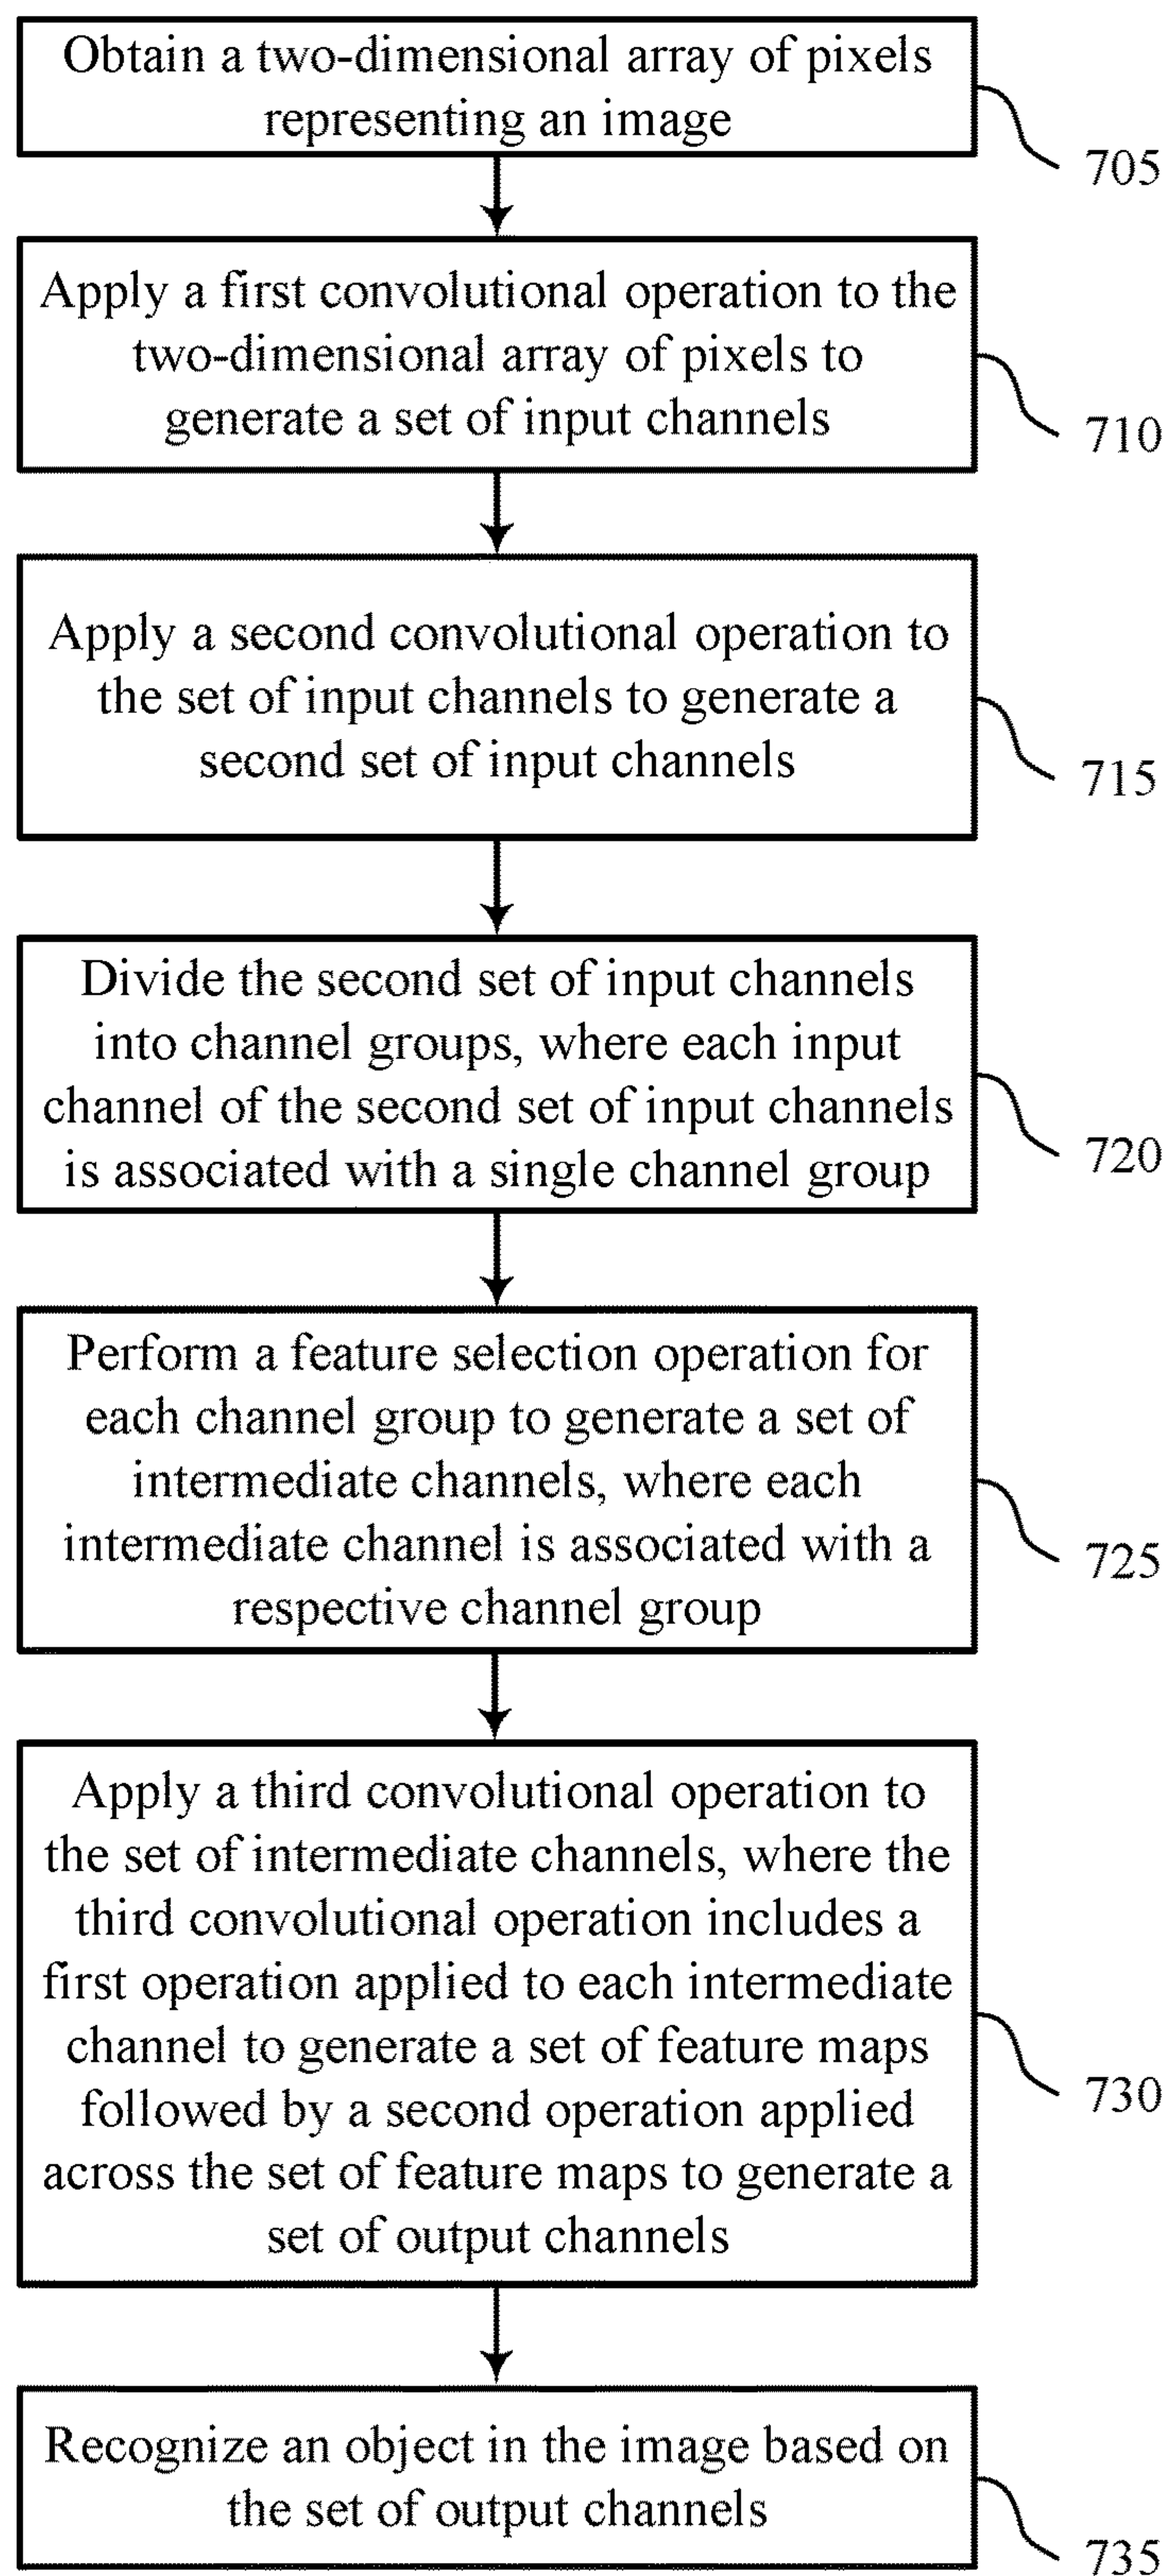 Obtain a two-dimensional array of pixels
representing an image
705
Apply a first convolutional operation to the
two-dimensional array of pixels to
generate a set of input channels
710
Apply a second convolutional operation to
the set of input channels to generate a
second set of input channels
715
Divide the second set of input channels
into channel groups, where each input
channel of the second set of input channels
is associated with a single channel group
720
Perform a feature selection operation for
each channel group to generate a set of
intermediate channels, where each
intermediate channel is associated with a
respective channel group
725
Apply a third convolutional operation to
the set of intermediate channels, where the
third convolutional operation includes a
first operation applied to each intermediate
channel to generate a set of feature maps
followed by a second operation applied
across the set of feature maps to generate a
set of output channels
730
Recognize an object in the image based on
the set of output channels
735